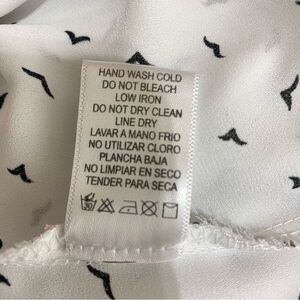 HAND WASH COLD
DO NOT BLEACH
LOW IRON
DO NOT DRY CLEAN
LINE DRY
LAVAR A MANO FRIO
NO UTILIZAR CLORO
PLANCHA BAJA
NO LIMPIAR EN SECO
TENDER PARA SECA
30